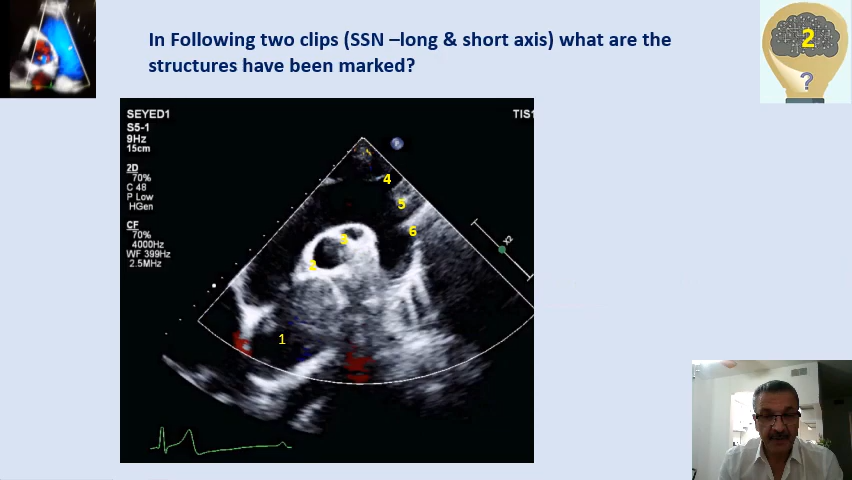 In Following two clips (SSN –long & short axis) what are the
structures have been marked?
2
?
SEYED1
S5-1
9Hz
15cm
2D
70%
C 48
P Low
HGen
CF
70%
4000Hz
WF 399Hz
2.5MHz
TIS1
P
4
5
6
3
2
1
x2